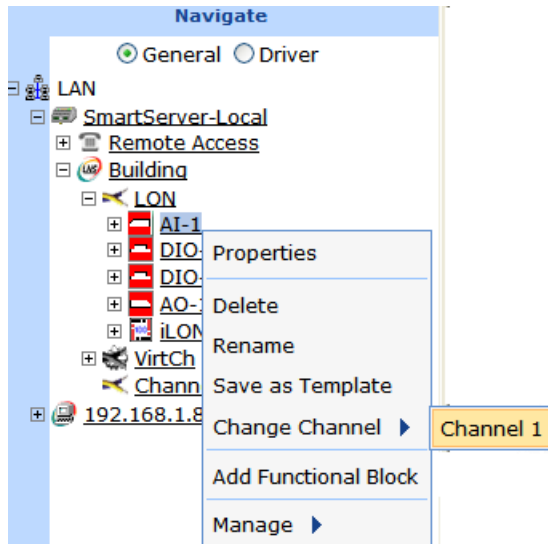 Navigate
General Driver
LAN
SmartServer-Local
Remote Access
Building
LON
AI-1
DIO-
DIO-
AO-
iLON
VirtCh
Chann
192.168.1.8
Properties
Delete
Rename
Save as Template
Change Channel
Channel 1
Add Functional Block
Manage